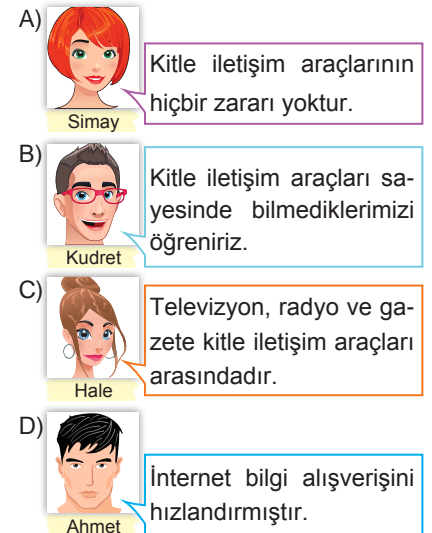 A)
Kitle iletişim araçlarının
hiçbir zararı yoktur.
Simay
B)
Kitle iletişim araçları sa-
yesinde bilmediklerimizi
öğreniriz.
Kudret
C)
Televizyon, radyo ve ga-
zete kitle iletişim araçları
arasındadır.
Hale
D)
İnternet bilgi alışverişini
hızlandırmıştır.
Ahmet